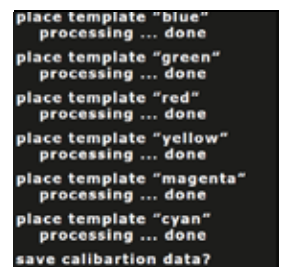 place template "blue"
processing ... done
place template "green"
processing ... done
place template "red"
processing ... done
place template "yellow"
processing ... done
place template "magenta"
processing ... done
place template "cyan"
processing ... done
save calibartion data?